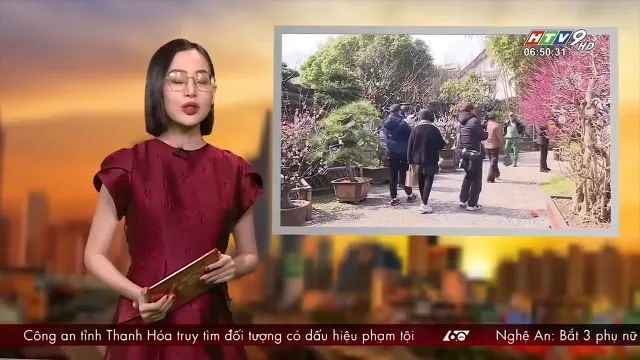 HTV9 HD
06:50:31
Công an tỉnh Thanh Hóa truy tìm đối tượng có dấu hiệu phạm tội
60
Nghệ An: Bắt 3 phụ nữ